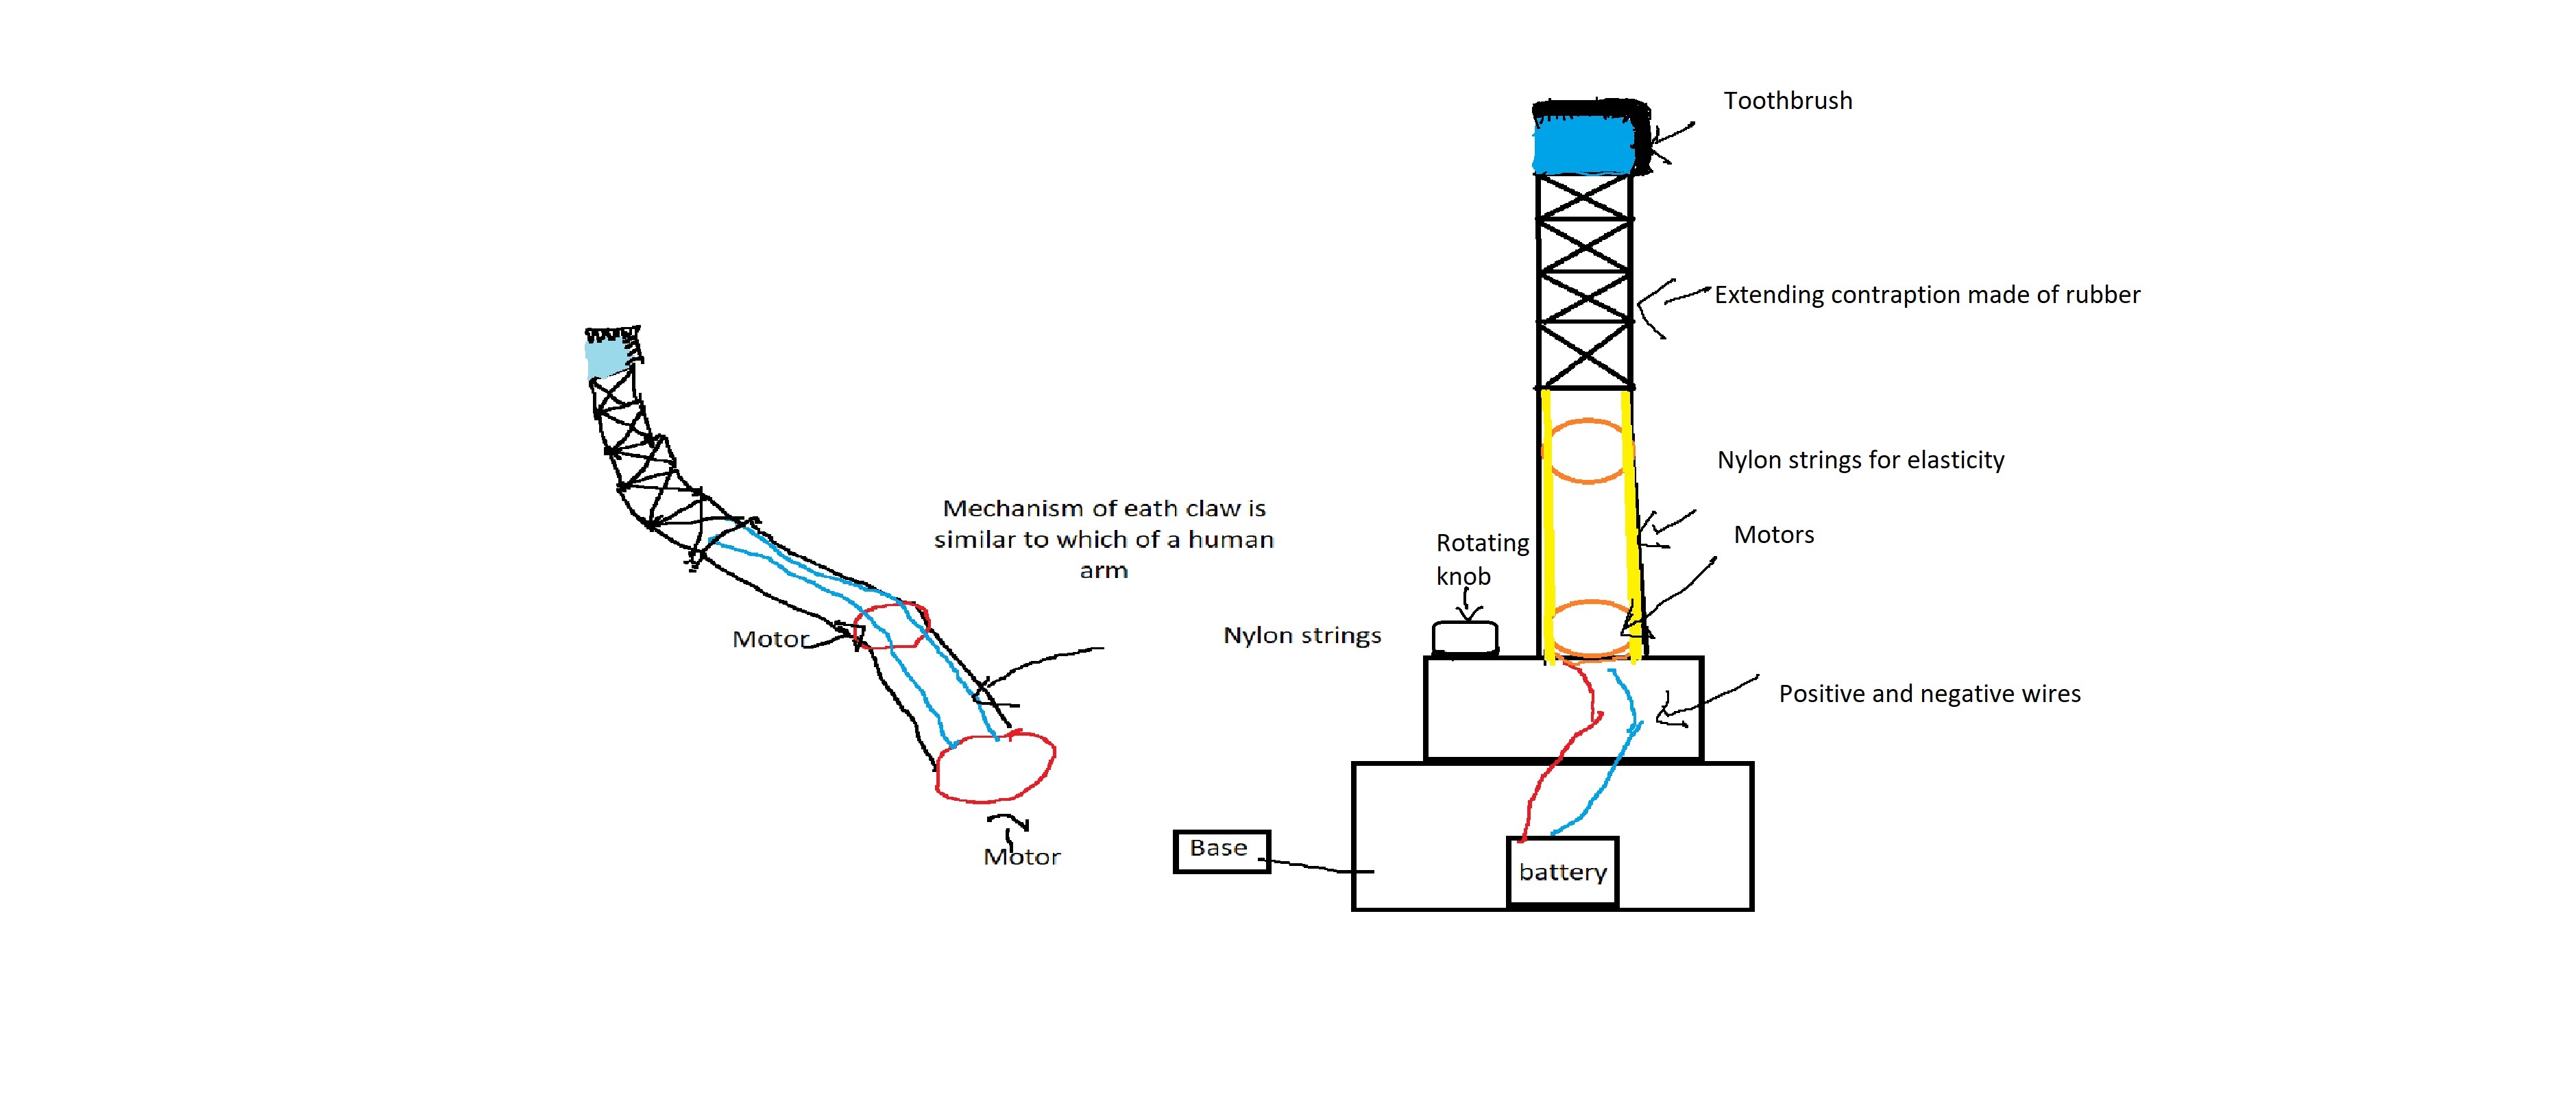 Toothbrush
Extending contraption made of rubber
Nylon strings for elasticity
Mechanism of eath claw is
similar to which of a human
arm
Motors
Rotating
knob
Motor
Nylon strings
Positive and negative wires
Base
Motor
battery